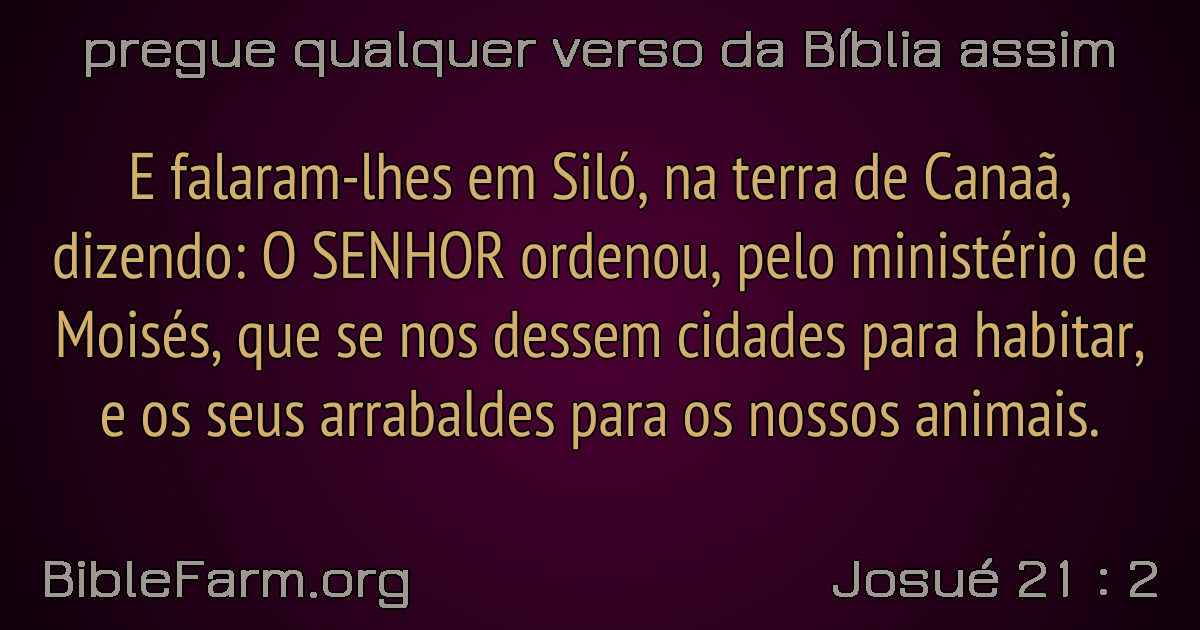 pregue qualquer verso da Bíblia assim
E falaram-lhes em Siló, na terra de Canaã,
dizendo: O SENHOR ordenou, pelo ministério de
Moisés, que se nos dessem cidades para habitar,
e os seus arrabaldes para os nossos animais.
BibleFarm.org
Josué 21 : 2